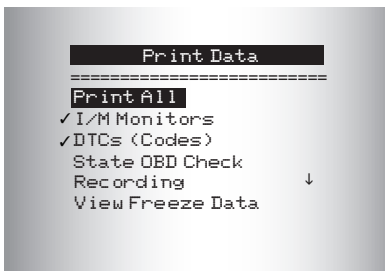 Print Data
==========================
Print All
✓I/M Monitors
✓DTCs (Codes)
State OBD Check
Recording ↓
View Freeze Data